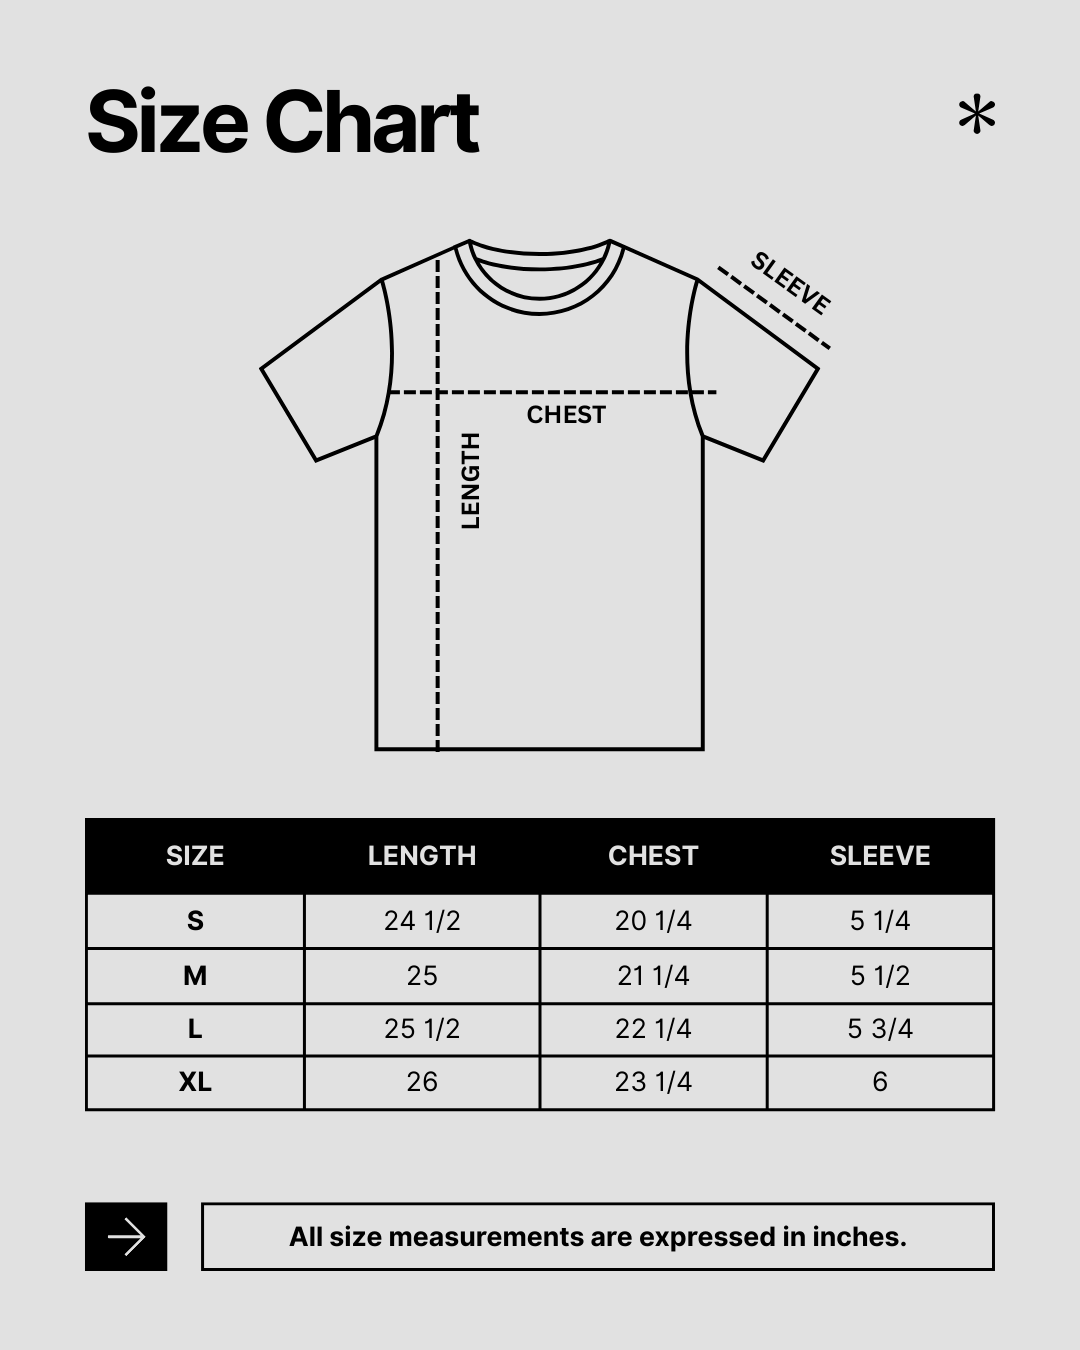 Size Chart
*
SLEEVE
CHEST
LENGTH
SIZE LENGTH CHEST SLEEVE
S 24 1/2 20 1/4 5 1/4
M 25 21 1/4 5 1/2
L 25 1/2 22 1/4 5 3/4
XL 26 23 1/4 6
All size measurements are expressed in inches.